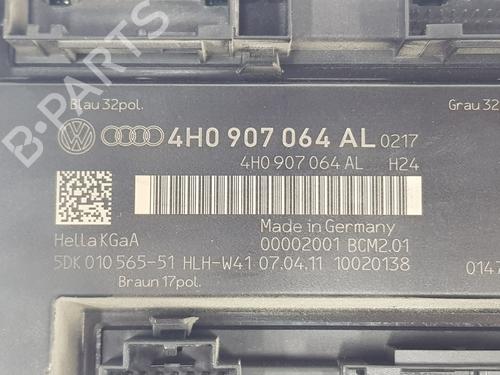 B-PARTS
Blau 32pol.
Grau 32
4H0 907 064 AL 0217
4H0 907 064 AL H24
Made in Germany
Hella KGaA
00002001 BCM2.01
5DK 010 565-51 HLH-W41 07.04.11 10020138
0147
Braun 17pol.